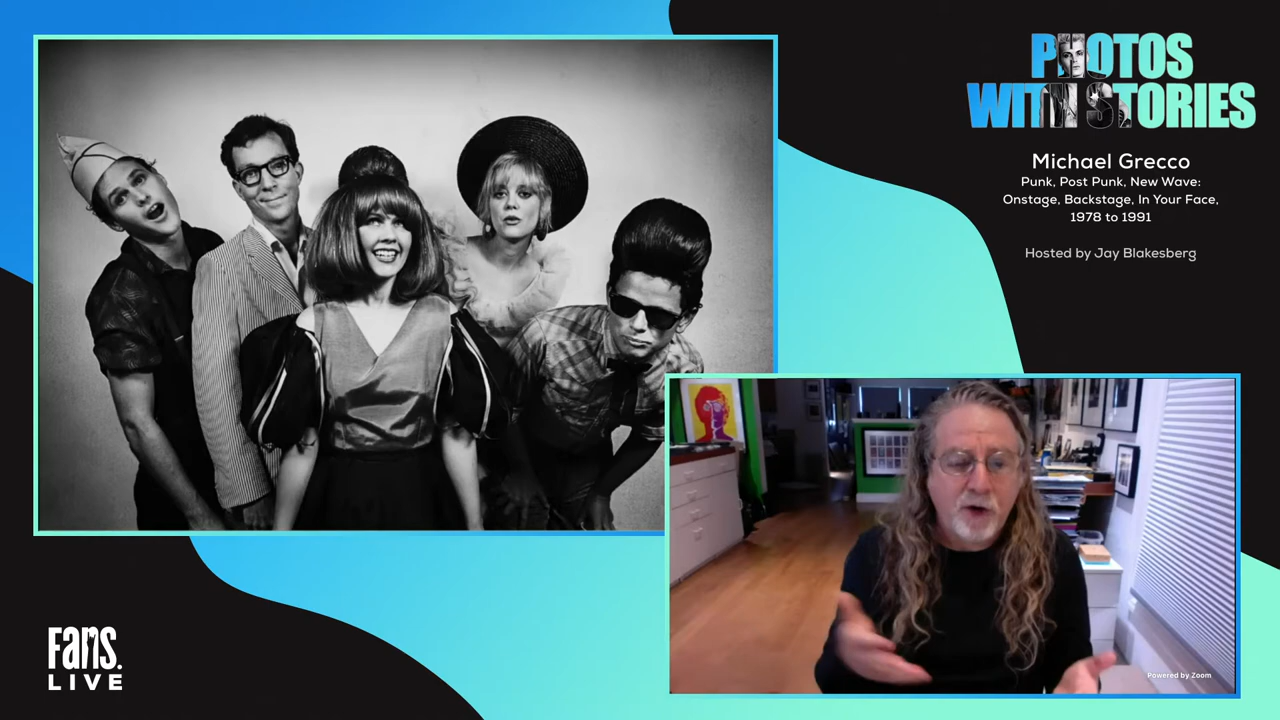 PHOTOS
WITH STORIES
Michael Grecco
Punk, Post Punk, New Wave:
Onstage, Backstage, In Your Face,
1978 to 1991
Hosted by Jay Blakesberg
Fans.
LIVE
Powered by Zoom